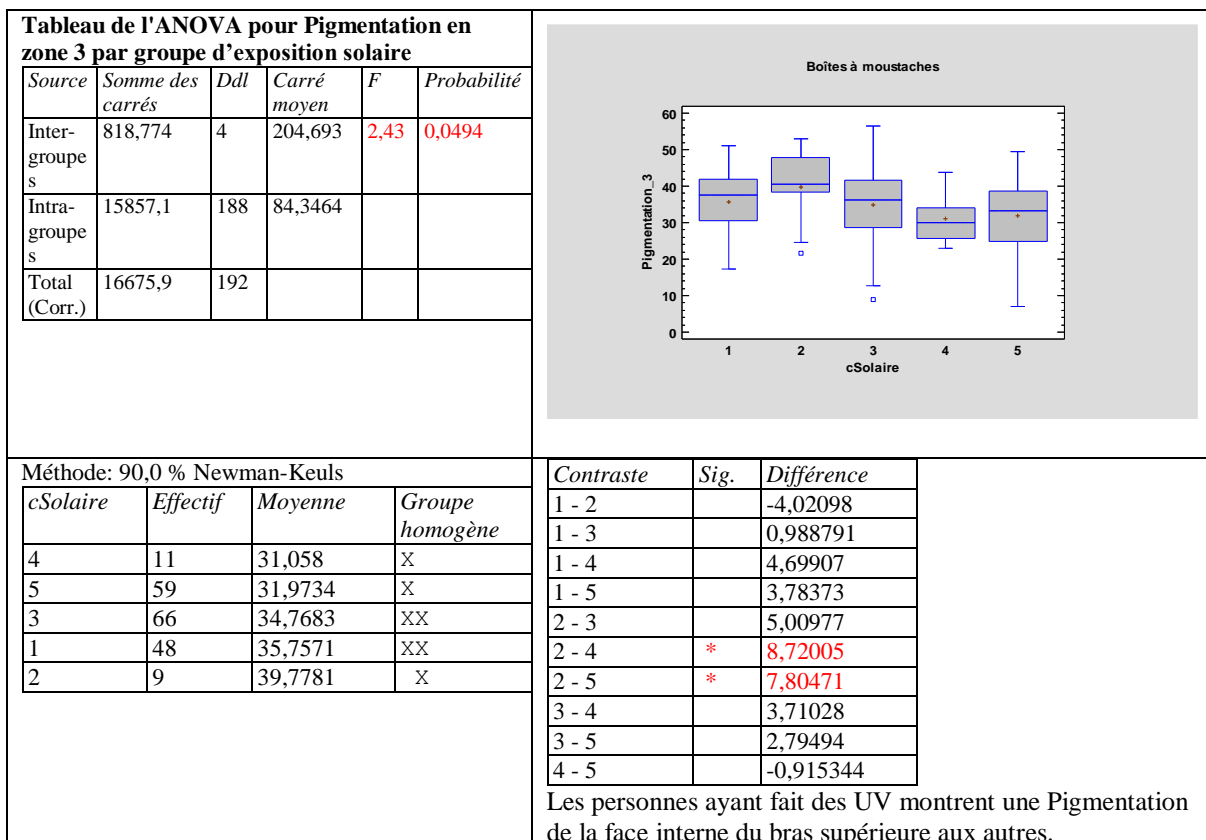 Tableau de l'ANOVA pour Pigmentation en
zone 3 par groupe d'exposition solaire
Source Somme des carrés Ddl Carré moyen F Probabilité
Inter-groupes 818,774 4 204,693 2,43 0,0494
Intra-groupes 15857,1 188 84,3464
Total (Corr.) 16675,9 192
Boîtes à moustaches
Pigmentation_3
60
50
40
30
20
10
0
1 2 3 4 5
cSolaire
Méthode: 90,0 % Newman-Keuls
cSolaire Effectif Moyenne Groupe homogène
4 11 31,058 X
5 59 31,9734 X
3 66 34,7683 XX
1 48 35,7571 XX
2 9 39,7781 X
Contraste Sig. Différence
1 - 2 -4,02098
1 - 3 0,988791
1 - 4 4,69907
1 - 5 3,78373
2 - 3 5,00977
2 - 4 * 8,72005
2 - 5 * 7,80471
3 - 4 3,71028
3 - 5 2,79494
4 - 5 -0,915344
Les personnes ayant fait des UV montrent une Pigmentation
de la face interne du bras supérieure aux autres.